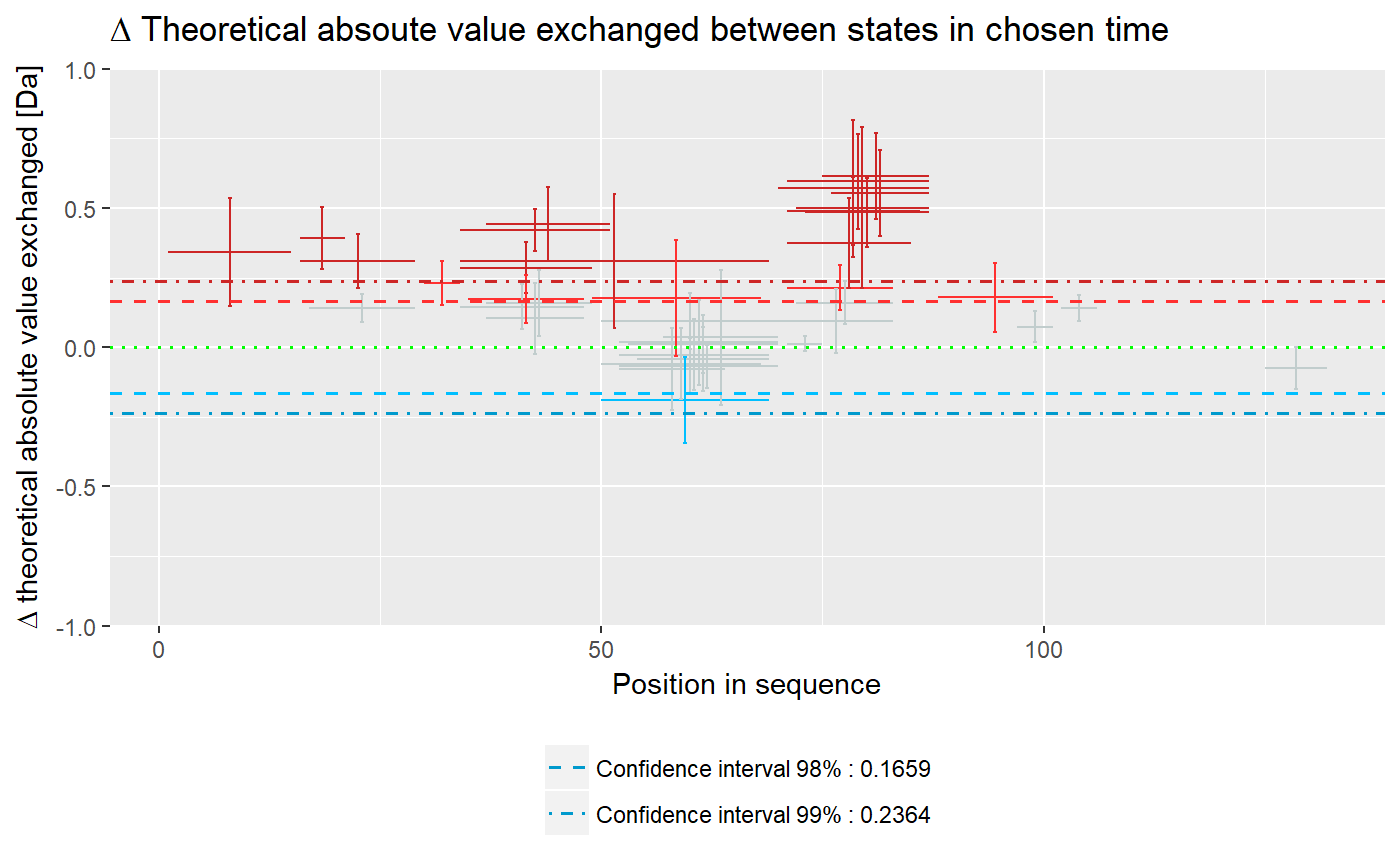 Δ Theoretical absoute value exchanged between states in chosen time
Δ theoretical absolute value exchanged [Da]
1.0
0.5
0.0
-0.5
-1.0
0
50
100
Position in sequence
Confidence interval 98% : 0.1659
Confidence interval 99% : 0.2364